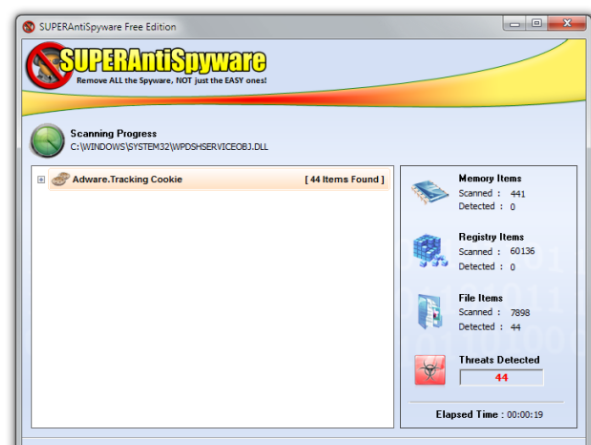 SUPERAntiSpyware Free Edition
SUPERAntiSpyware
Remove ALL the Spyware, NOT just the EASY ones!
Scanning Progress
C:\WINDOWS\SYSTEM32\WPDSHSERVICEOBJ.DLL
Adware.Tracking Cookie [ 44 Items Found ]
Memory Items
Scanned : 441
Detected : 0
Registry Items
Scanned : 60136
Detected : 0
File Items
Scanned : 7898
Detected : 44
Threats Detected
44
Elapsed Time : 00:00:19